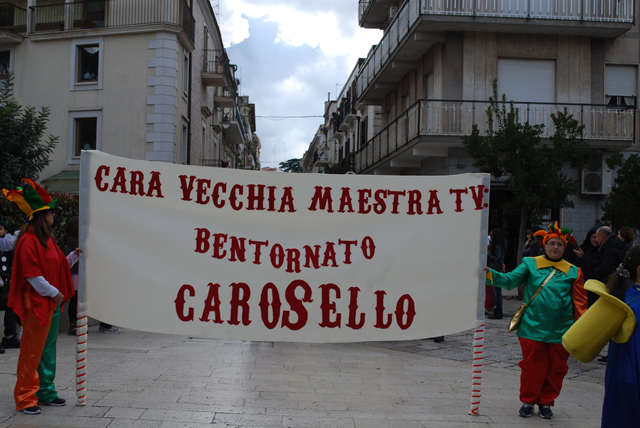 CARA VECCHIA MAESTRA TV:
BENTORNATO
CAROSELLO